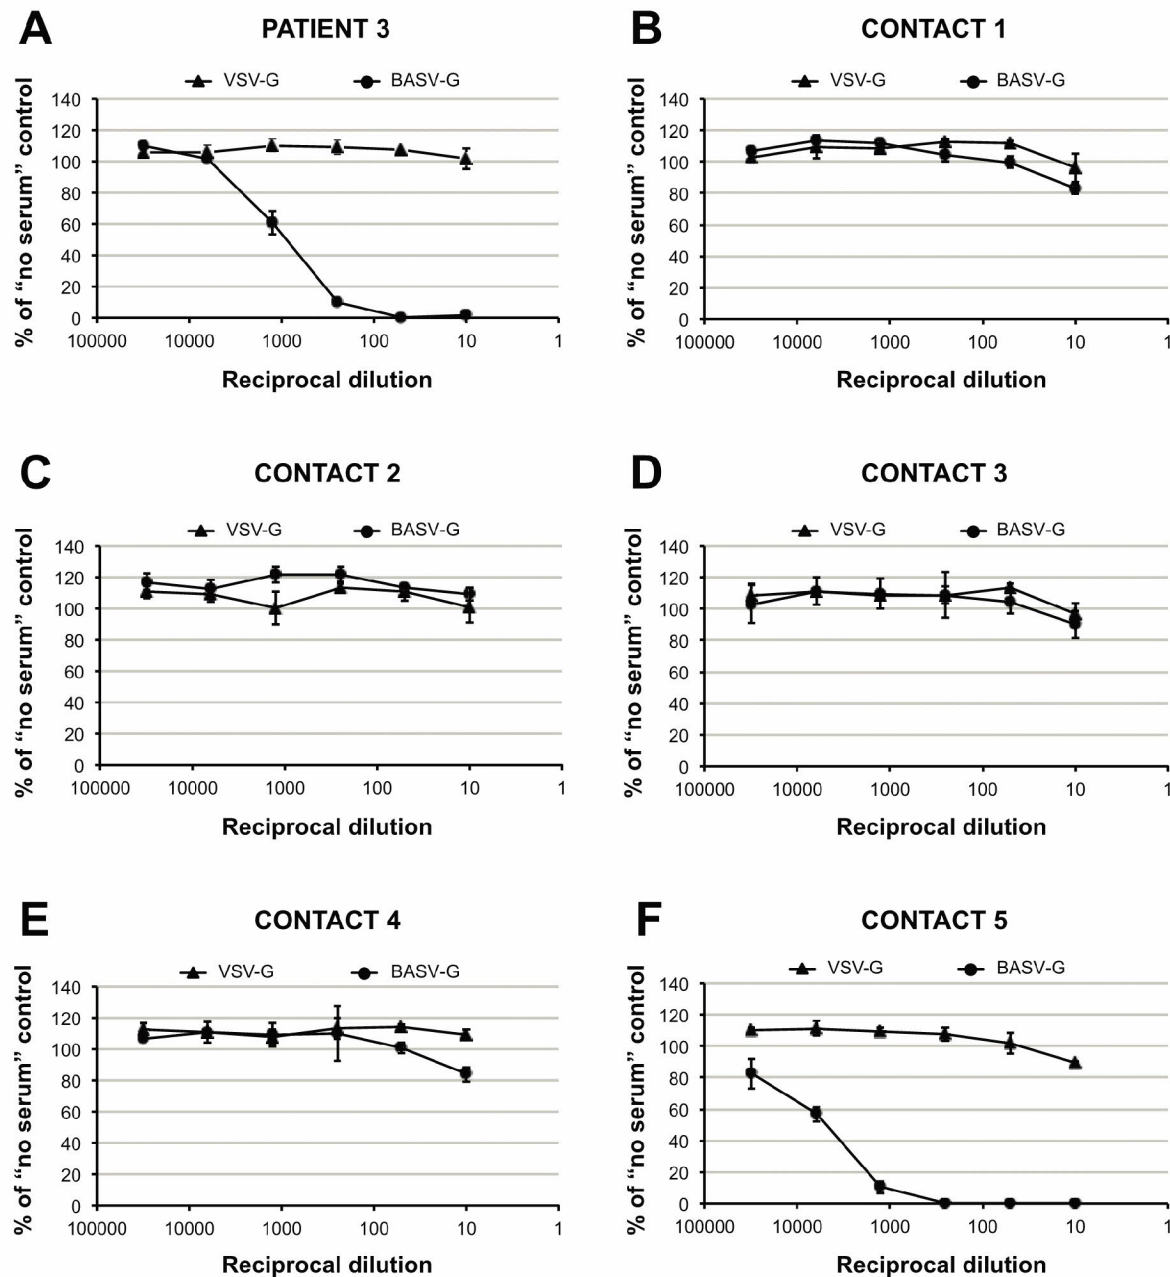 A PATIENT 3
VSV-G BASV-G
% of “no serum” control
140
120
100
80
60
40
20
0
100000 10000 1000 100 10 1
Reciprocal dilution
B CONTACT 1
VSV-G BASV-G
% of “no serum” control
140
120
100
80
60
40
20
0
100000 10000 1000 100 10 1
Reciprocal dilution
C CONTACT 2
VSV-G BASV-G
% of “no serum” control
140
120
100
80
60
40
20
0
100000 10000 1000 100 10 1
Reciprocal dilution
D CONTACT 3
VSV-G BASV-G
% of “no serum” control
140
120
100
80
60
40
20
0
100000 10000 1000 100 10 1
Reciprocal dilution
E CONTACT 4
VSV-G BASV-G
% of “no serum” control
140
120
100
80
60
40
20
0
100000 10000 1000 100 10 1
Reciprocal dilution
F CONTACT 5
VSV-G BASV-G
% of “no serum” control
140
120
100
80
60
40
20
0
100000 10000 1000 100 10 1
Reciprocal dilution